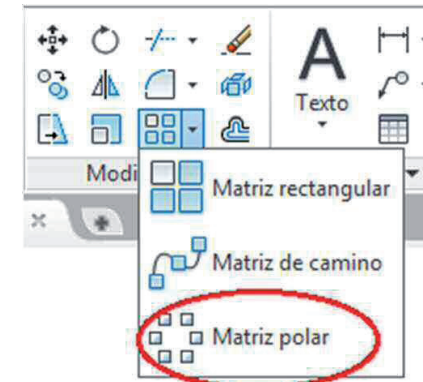 A
Texto
Modi
Matriz rectangular
Matriz de camino
Matriz polar